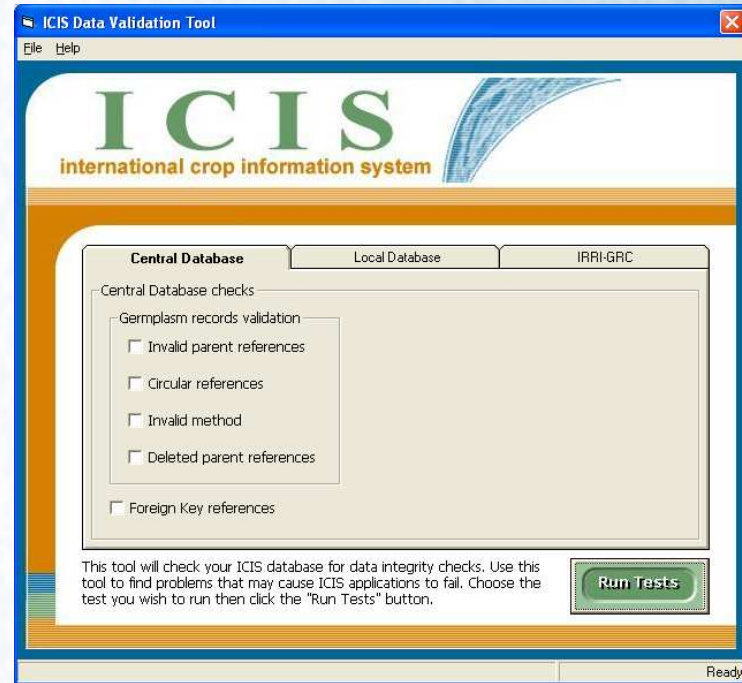 ICIS Data Validation Tool
File Help
ICIS
international crop information system
Central Database
Local Database
IRRI-GRC
Central Database checks
Germplasm records validation
Invalid parent references
Circular references
Invalid method
Deleted parent references
Foreign Key references
This tool will check your ICIS database for data integrity checks. Use this
tool to find problems that may cause ICIS applications to fail. Choose the
test you wish to run then click the "Run Tests" button.
Run Tests
Ready